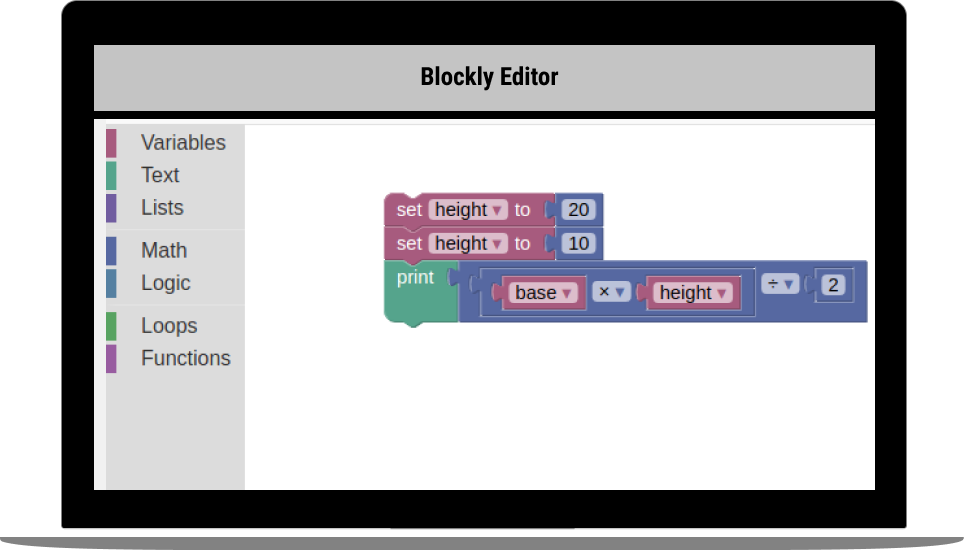 Blockly Editor
Variables
Text
Lists
Math
Logic
Loops
Functions
set height ▾ to 20
set height ▾ to 10
print base ▾ × ▾ height ▾ ÷ ▾ 2